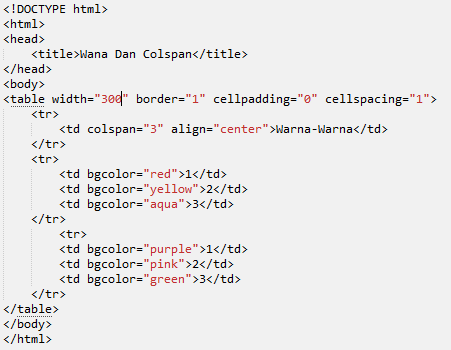 <!DOCTYPE html>
<html>
<head>
    <title>Wana Dan Colspan</title>
</head>
<body>
<table width="300" border="1" cellpadding="0" cellspacing="1">
    <tr>
        <td colspan="3" align="center">Warna-Warna</td>
    </tr>
    <tr>
        <td bgcolor="red">1</td>
        <td bgcolor="yellow">2</td>
        <td bgcolor="aqua">3</td>
    </tr>
        <tr>
        <td bgcolor="purple">1</td>
        <td bgcolor="pink">2</td>
        <td bgcolor="green">3</td>
    </tr>
</table>
</body>
</html>